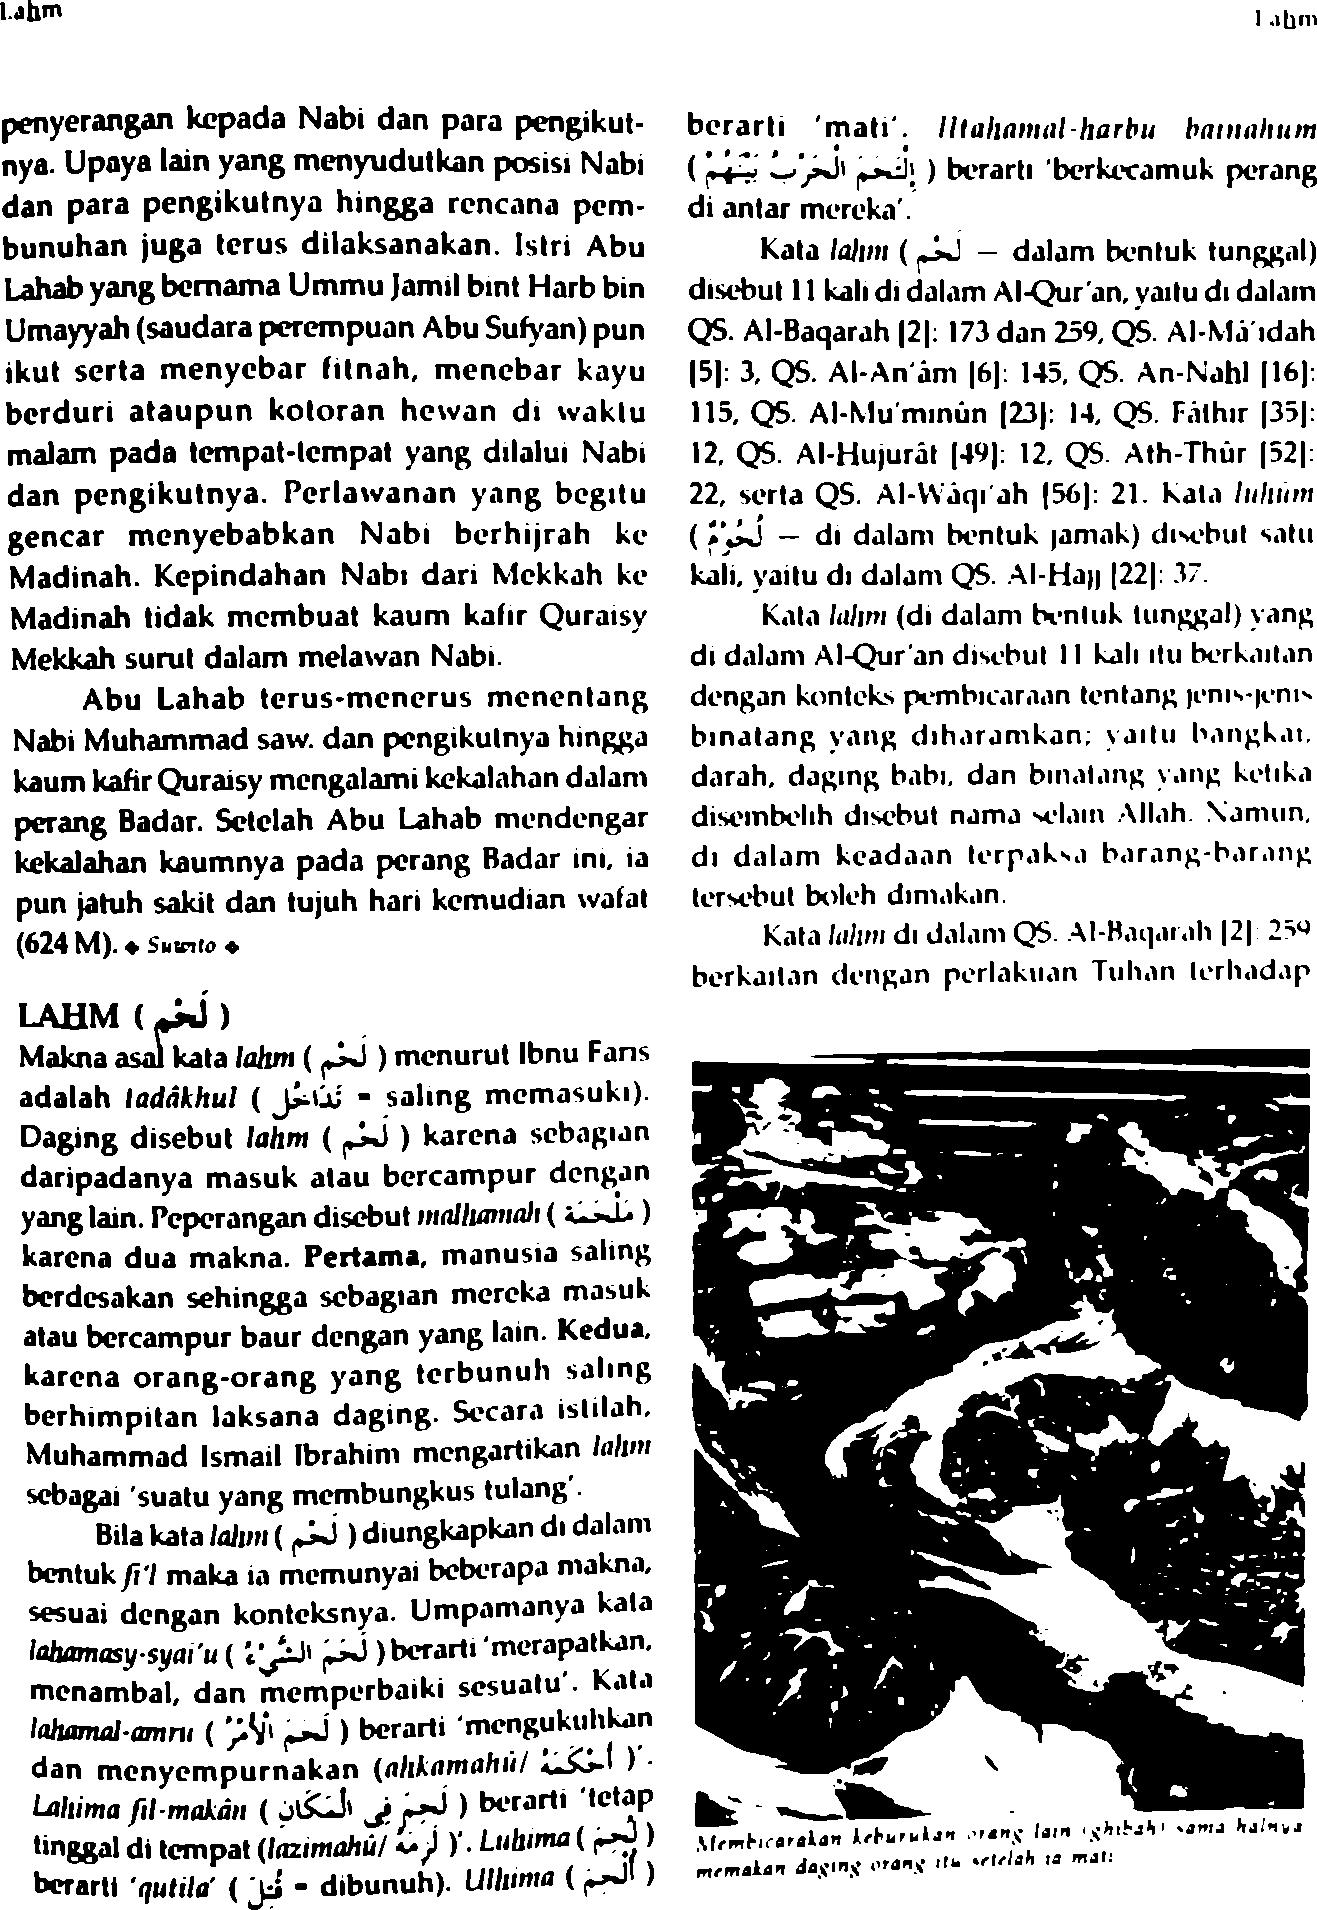 Lahm
Lahm
penyerangan kepada Nabi dan para pengikut-
nya. Upaya lain yang menyudutkan posisi Nabi
dan para pengikutnya hingga rencana pem-
bunuhan juga terus dilaksanakan. Istri Abu
Lahab yang bernama Ummu Jamil bint Harb bin
Umayyah (saudara perempuan Abu Sufyan) pun
ikut serta menyebar fitnah, menebar kayu
berduri ataupun kotoran hewan di waktu
malam pada tempat-tempat yang dilalui Nabi
dan pengikutnya. Perlawanan yang begitu
gencar menyebabkan Nabi berhijrah ke
Madinah. Kepindahan Nabi dari Mekkah ke
Madinah tidak membuat kaum kafir Quraisy
Mekkah surut dalam melawan Nabi.
Abu Lahab terus-menerus menentang
Nabi Muhammad saw. dan pengikutnya hingga
kaum kafir Quraisy mengalami kekalahan dalam
perang Badar. Setelah Abu Lahab mendengar
kekalahan kaumnya pada perang Badar ini, ia
pun jatuh sakit dan tujuh hari kemudian wafat
(624 M). ♦ Sutanto ♦
LAHM ( لَحْم )
Makna asal kata lahm ( لَحْم ) menurut Ibnu Faris
adalah tadâkhul ( تَدَاخُل = saling memasuki).
Daging disebut lahm ( لَحْم ) karena sebagian
daripadanya masuk atau bercampur dengan
yang lain. Peperangan disebut malhamah ( مَلْحَمَة )
karena dua makna. Pertama, manusia saling
berdesakan sehingga sebagian mereka masuk
atau bercampur baur dengan yang lain. Kedua,
karena orang-orang yang terbunuh saling
berhimpitan laksana daging. Secara istilah,
Muhammad Ismail Ibrahim mengartikan lahm
sebagai 'suatu yang membungkus tulang'.
Bila kata lahm ( لَحْم ) diungkapkan di dalam
bentuk fi'l maka ia memunyai beberapa makna,
sesuai dengan konteksnya. Umpamanya kata
lahamasy-syai'u ( لَحَمَ الشَّيْءُ ) berarti 'merapatkan,
menambal, dan memperbaiki sesuatu'. Kata
lahamal-amru ( لَحَمَ الْأَمْرُ ) berarti 'mengukuhkan
dan menyempurnakan (ahkamahû/ أَحْكَمَهُ )'.
Lahima fil-makân ( لَحِمَ فِي الْمَكَانِ ) berarti 'tetap
tinggal di tempat (lazimahû/ لَزِمَهُ )'. Luhima ( لُحِمَ )
berarti 'qutila' ( قُتِلَ = dibunuh). Ulhima ( أُلْحِمَ )
berarti 'mati'. Iltahamal-harbu bainahum
( إِلْتَحَمَ الْحَرْبُ بَيْنَهُمْ ) berarti 'berkecamuk perang
di antar mereka'.
Kata lahm ( لَحْم – dalam bentuk tunggal)
disebut 11 kali di dalam Al-Qur'an, yaitu di dalam
QS. Al-Baqarah [2]: 173 dan 259, QS. Al-Mâ'idah
[5]: 3, QS. Al-An'âm [6]: 145, QS. An-Nahl [16]:
115, QS. Al-Mu'minûn [23]: 14, QS. Fâthir [35]:
12, QS. Al-Hujurât [49]: 12, QS. Ath-Thûr [52]:
22, serta QS. Al-Wâqi'ah [56]: 21. Kata luhûm
( لُحُوْمٌ – di dalam bentuk jamak) disebut satu
kali, yaitu di dalam QS. Al-Hajj [22]: 37.
Kata lahm (di dalam bentuk tunggal) yang
di dalam Al-Qur'an disebut 11 kali itu berkaitan
dengan konteks pembicaraan tentang jenis-jenis
binatang yang diharamkan; yaitu bangkai,
darah, daging babi, dan binatang yang ketika
disembelih disebut nama selain Allah. Namun,
di dalam keadaan terpaksa barang-barang
tersebut boleh dimakan.
Kata lahm di dalam QS. Al-Baqarah [2]: 259
berkaitan dengan perlakuan Tuhan terhadap
Membicarakan keburukan orang lain (ghibah) sama halnya
memakan daging orang itu setelah ia mati